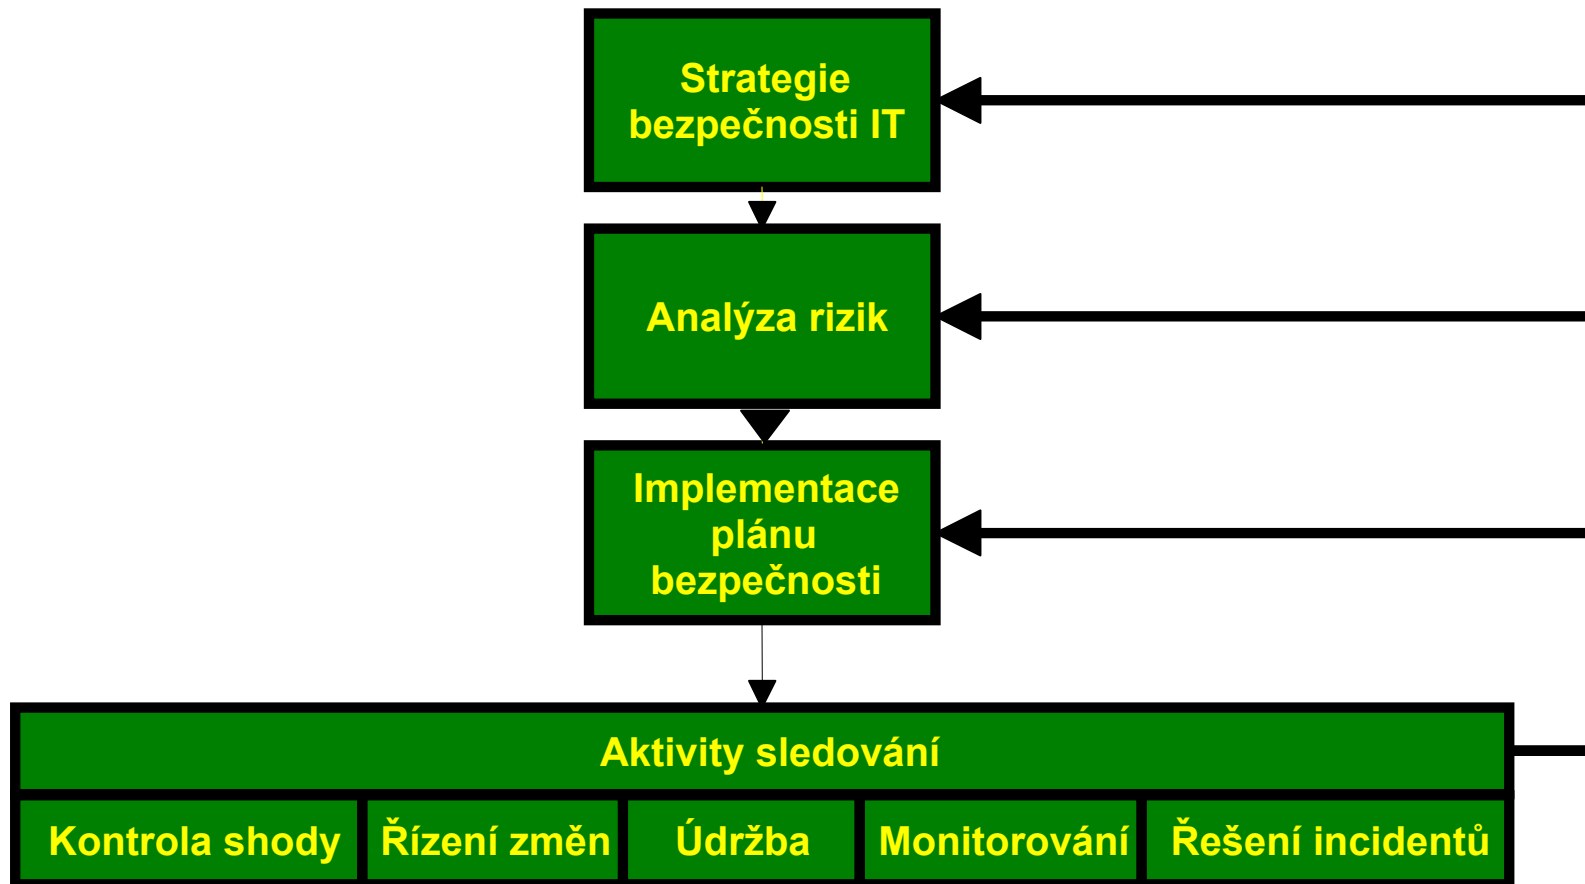 Strategie
bezpečnosti IT
Analýza rizik
Implementace
plánu
bezpečnosti
Aktivity sledování
Kontrola shody
Řízení změn
Údržba
Monitorování
Řešení incidentů